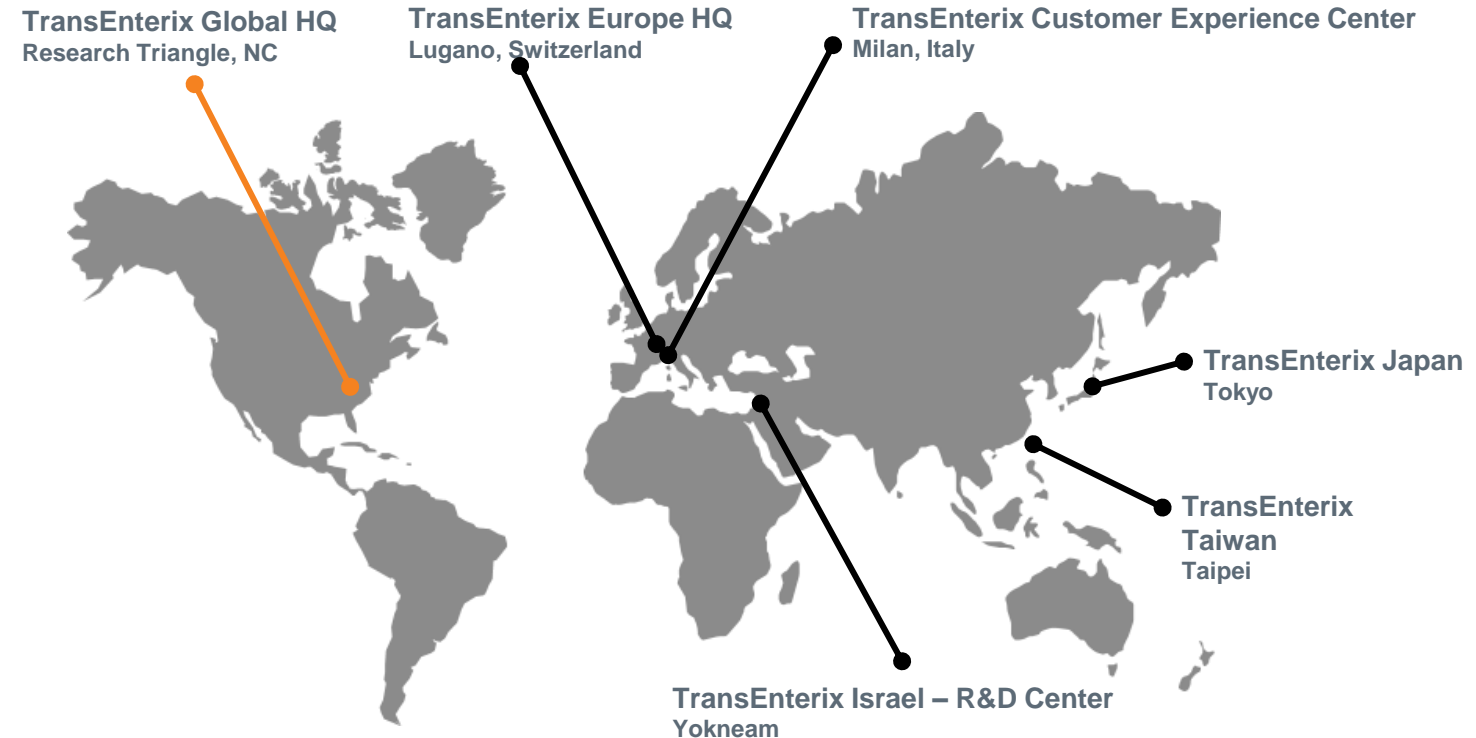 TransEnterix Global HQ
Research Triangle, NC
TransEnterix Europe HQ
Lugano, Switzerland
TransEnterix Customer Experience Center
Milan, Italy
TransEnterix Japan
Tokyo
TransEnterix
Taiwan
Taipei
TransEnterix Israel – R&D Center
Yokneam